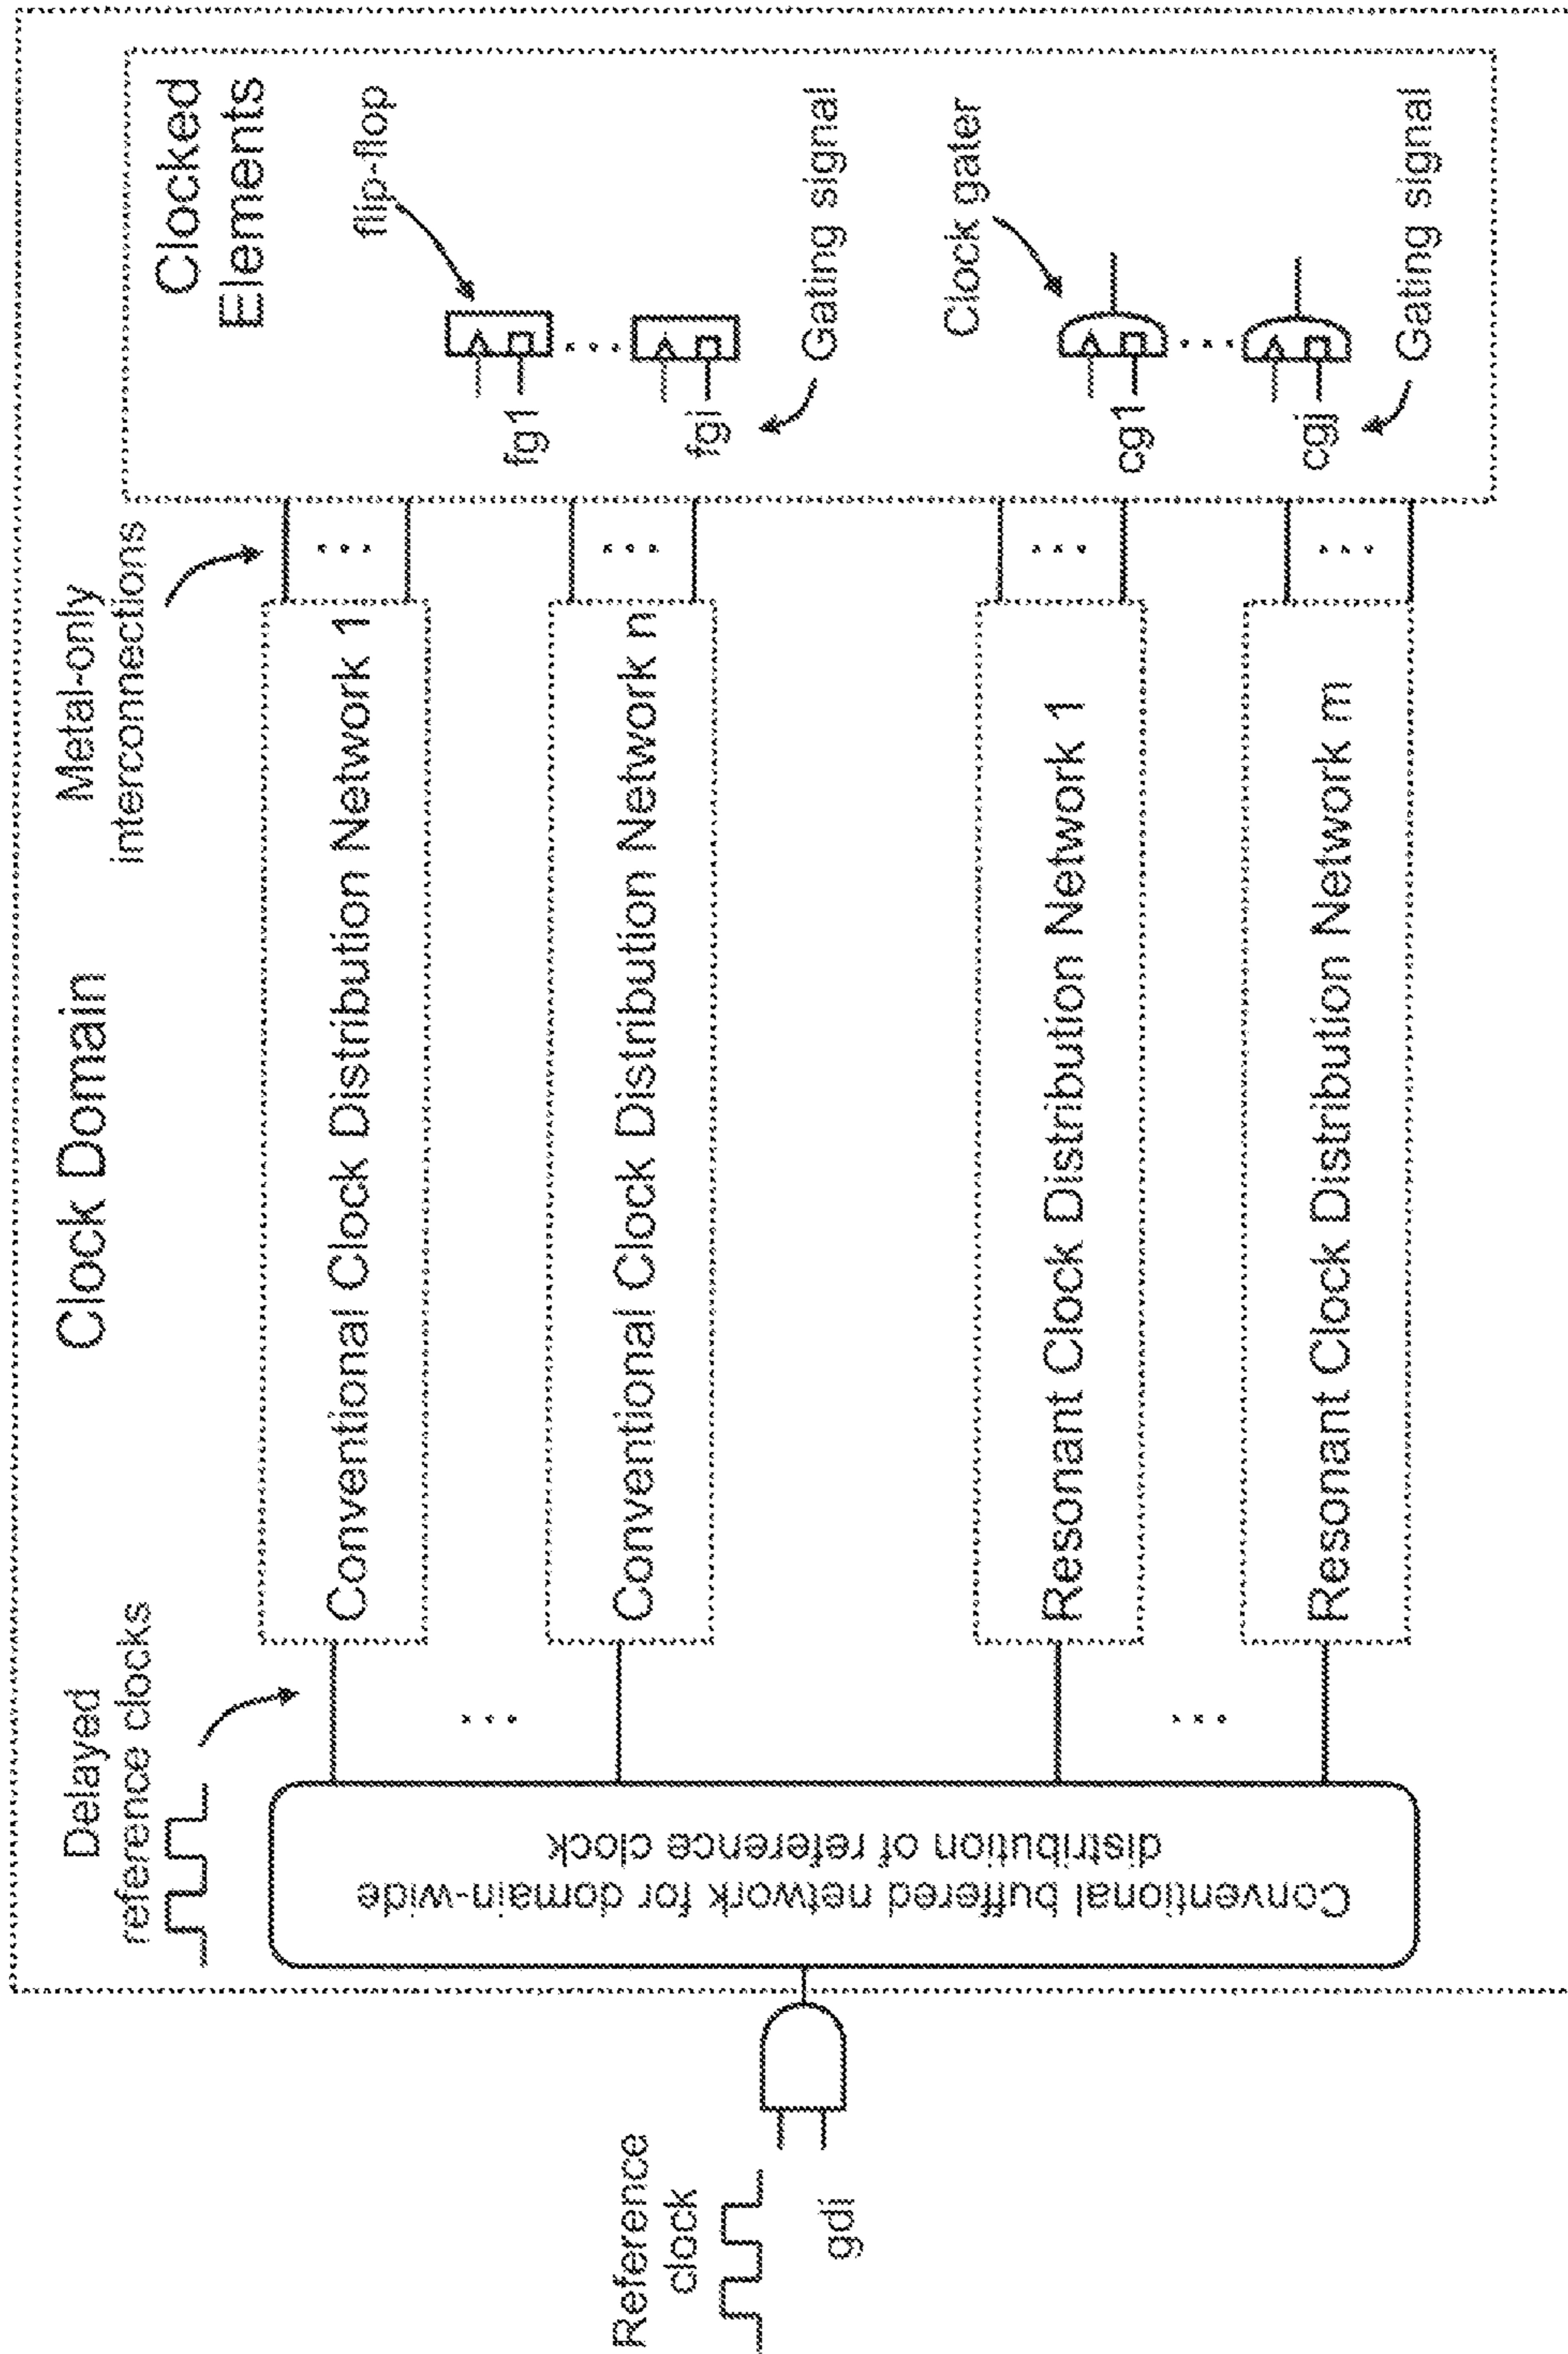 Clock Domain
Reference
clock
gdi
Delayed
reference clocks
Conventional buffered network for domain-wide
distribution of reference clock
Conventional Clock Distribution Network 1
Conventional Clock Distribution Network n
Resonant Clock Distribution Network 1
Resonant Clock Distribution Network m
Metal-only
interconnections
Clocked
Elements
flip-flop
fg1
fgi
Gating signal
Clock gater
cg1
cgj
Gating signal